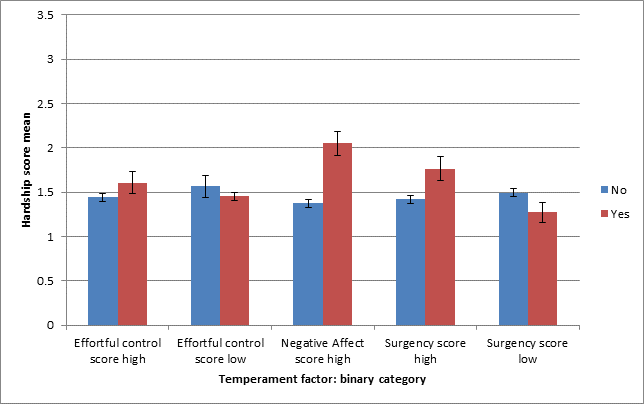 3.5
3
2.5
2
1.5
1
0.5
0
Hardship score mean
Effortful control
score high
Effortful control
score low
Negative Affect
score high
Surgency score
high
Surgency score
low
Temperament factor: binary category
No
Yes